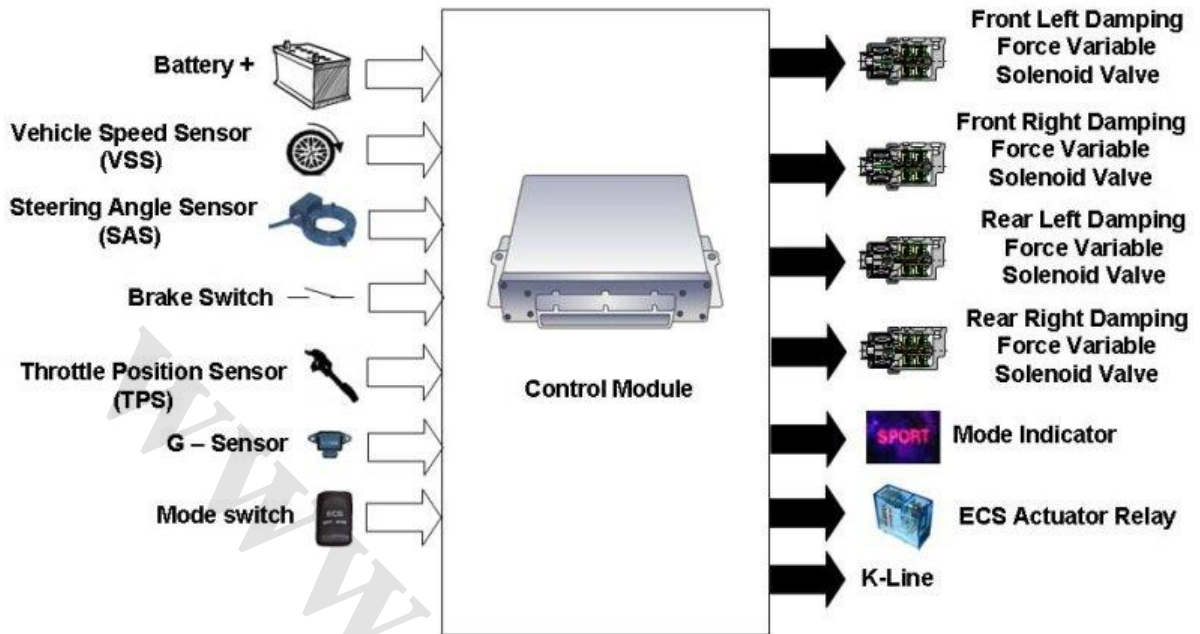 Battery +
Vehicle Speed Sensor
(VSS)
Steering Angle Sensor
(SAS)
Brake Switch
Throttle Position Sensor
(TPS)
G – Sensor
Mode switch
ECS
Control Module
Front Left Damping
Force Variable
Solenoid Valve
Front Right Damping
Force Variable
Solenoid Valve
Rear Left Damping
Force Variable
Solenoid Valve
Rear Right Damping
Force Variable
Solenoid Valve
SPORT
Mode Indicator
ECS Actuator Relay
K-Line
www